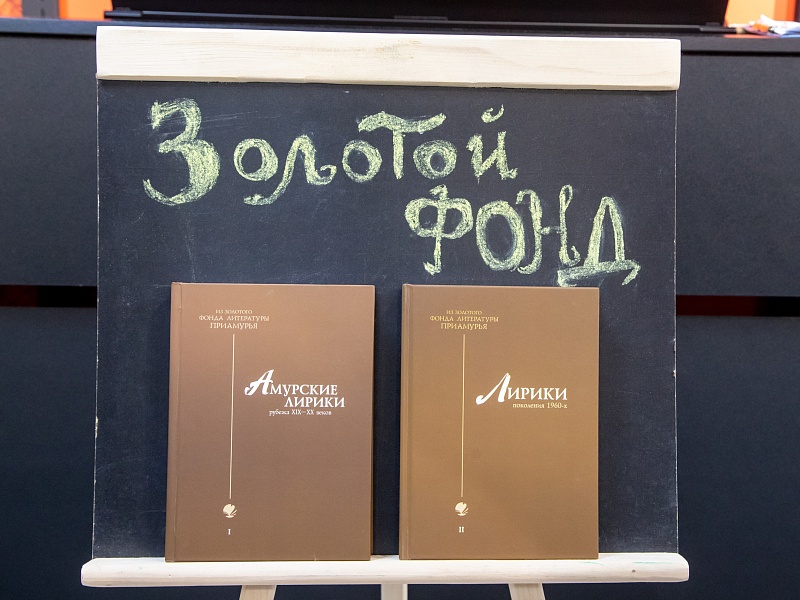 Золотой
ФОНД
ИЗ ЗОЛОТОГО
ФОНДА ЛИТЕРАТУРЫ
ПРИАМУРЬЯ
АМУРСКИЕ
ЛИРИКИ
рубежа XIX—XX веков
I
ИЗ ЗОЛОТОГО
ФОНДА ЛИТЕРАТУРЫ
ПРИАМУРЬЯ
ЛИРИКИ
поколения 1960-х
II